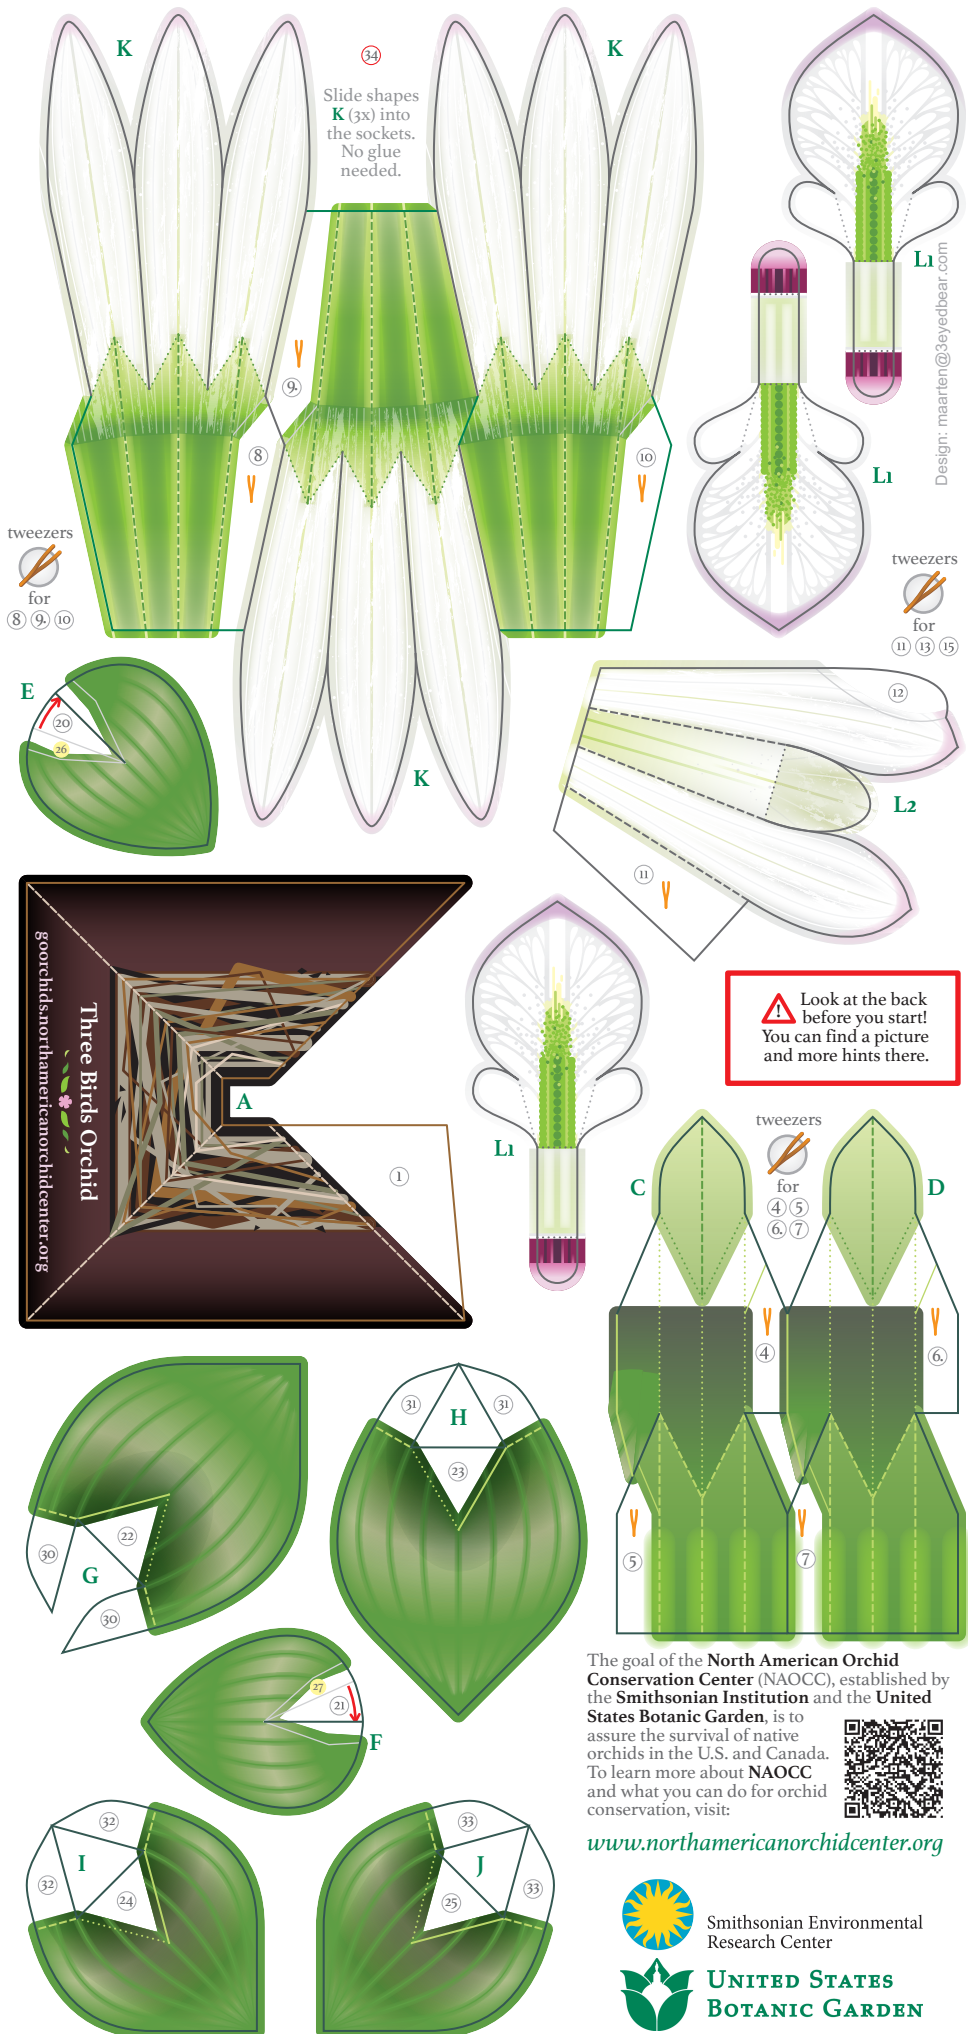 K
34
K
Slide shapes
K (3x) into
the sockets.
No glue
needed.
L1
Design: maarten@3eyedbear.com
9.
8
10
L1
tweezers
for
8 9. 10
tweezers
for
11 13 15
E
20
26
12
K
L2
11
Three Birds Orchid
goorchids.northamericanorchidcenter.org
A
1
L1
! Look at the back
before you start!
You can find a picture
and more hints there.
tweezers
for
4 5
6. 7
C
D
4
6.
5
7
31
31
H
23
22
30
G
30
27
21
F
32
I
32
24
33
J
33
25
The goal of the North American Orchid
Conservation Center (NAOCC), established by
the Smithsonian Institution and the United
States Botanic Garden, is to
assure the survival of native
orchids in the U.S. and Canada.
To learn more about NAOCC
and what you can do for orchid
conservation, visit:
www.northamericanorchidcenter.org
Smithsonian Environmental
Research Center
United States
Botanic Garden